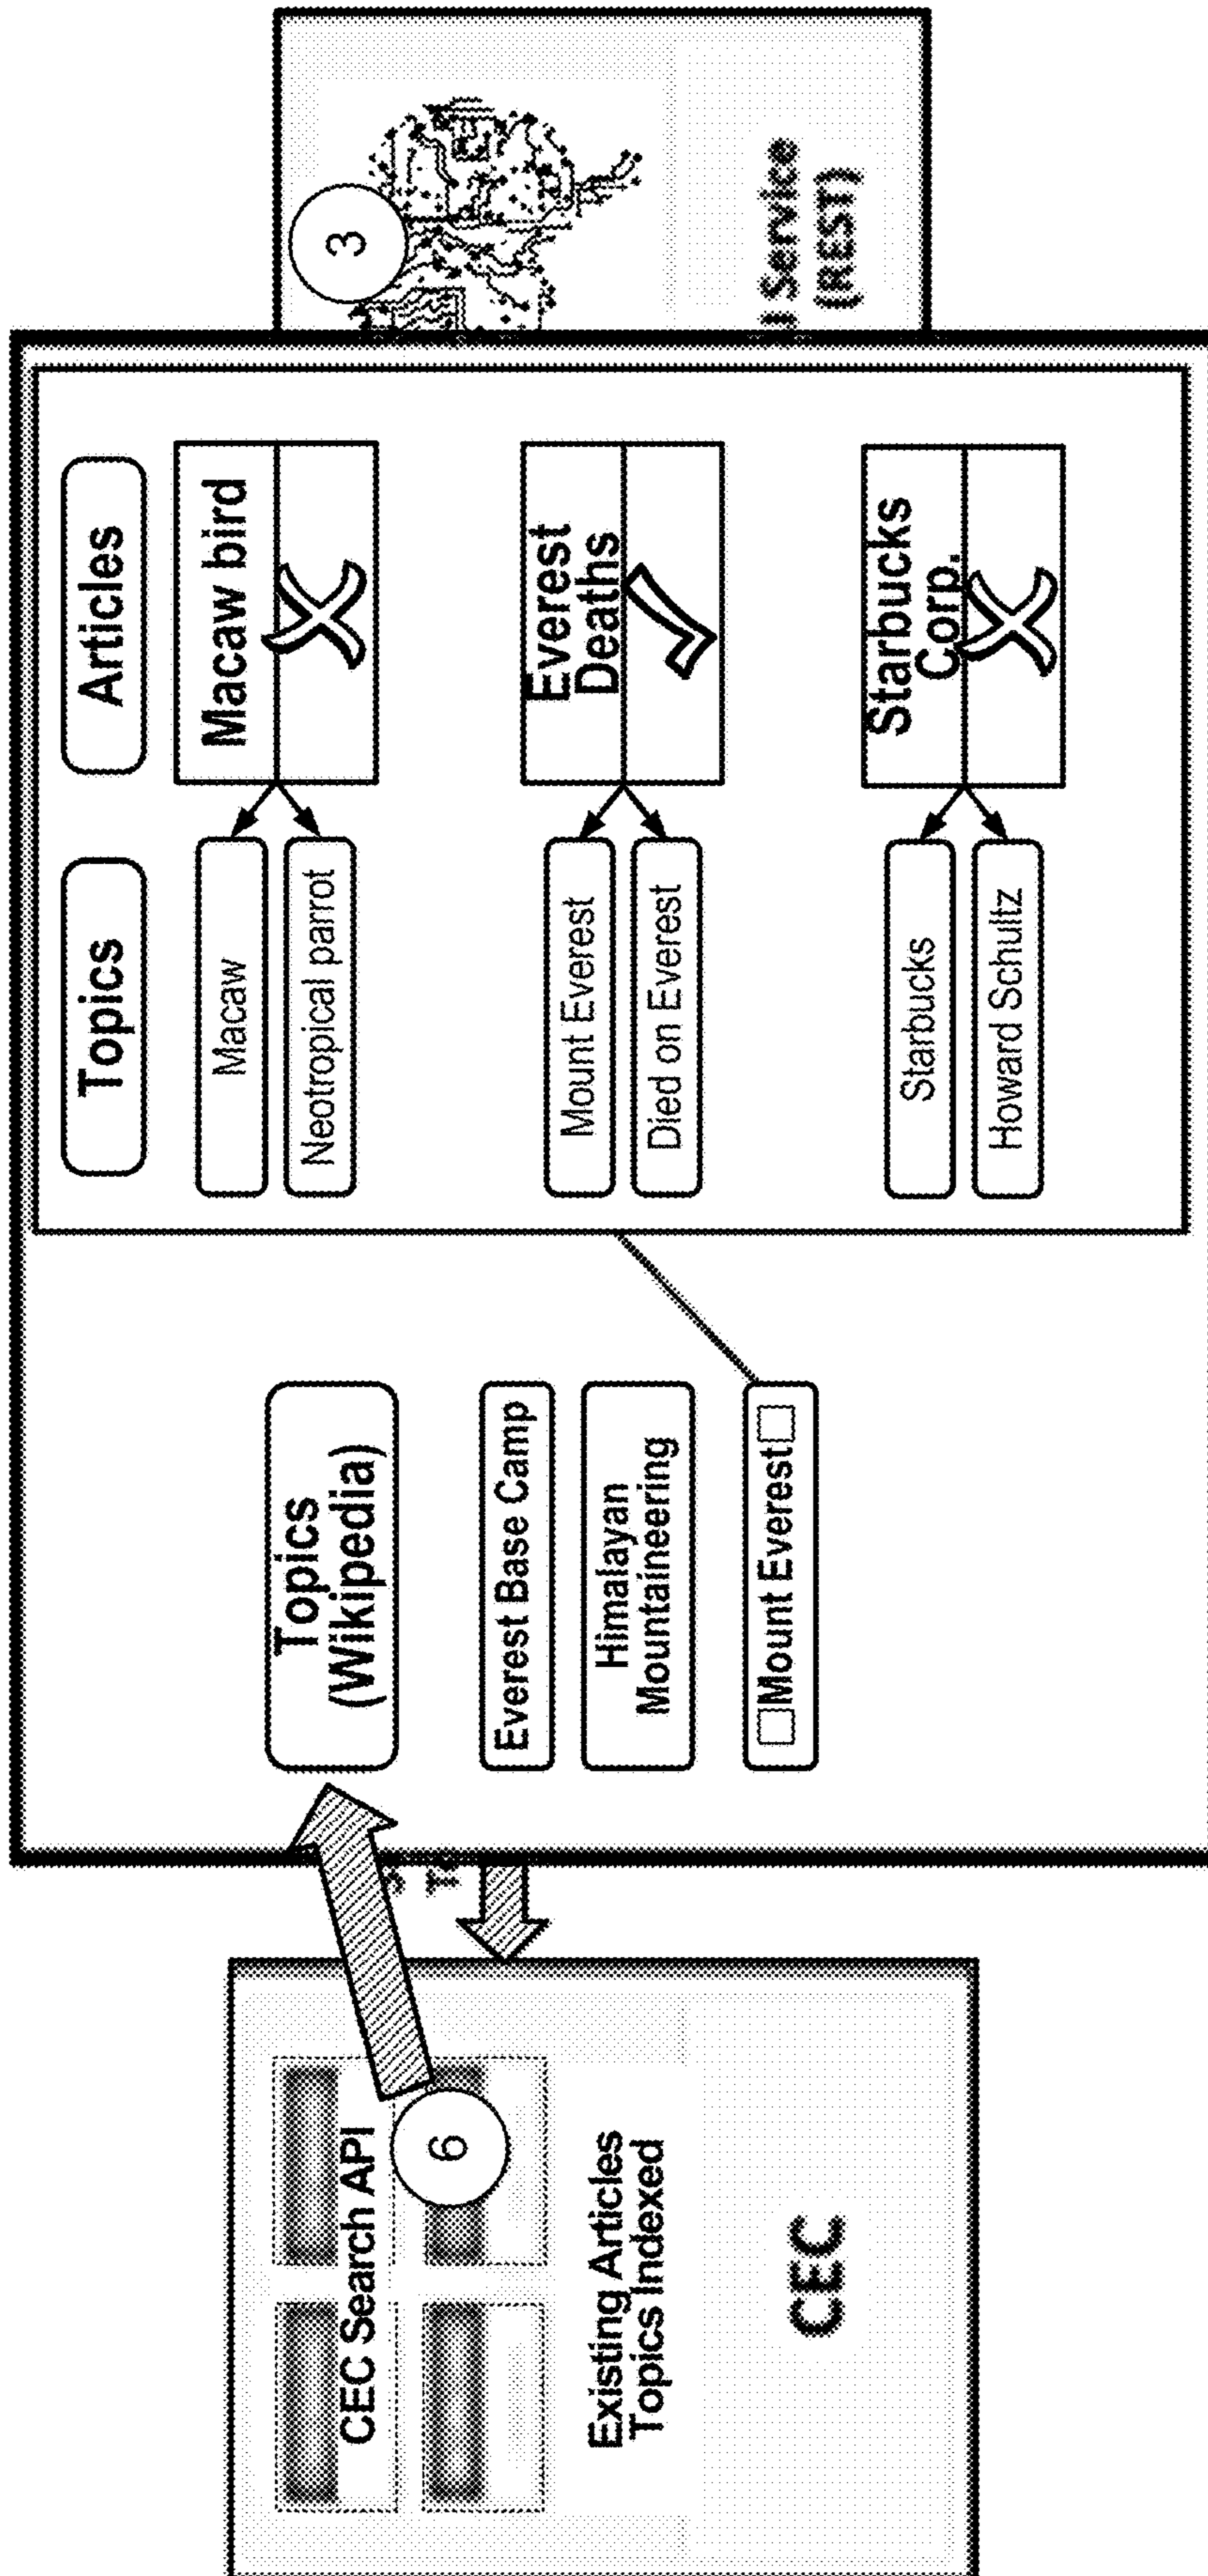 CEC Search API
6
Existing Articles
Topics Indexed
CEC
Topics
(Wikipedia)
Everest Base Camp
Himalayan
Mountaineering
Mount Everest
Topics
Articles
Macaw
Neotropical parrot
Macaw bird
Mount Everest
Died on Everest
Everest
Deaths
Starbucks
Howard Schultz
Starbucks
Corp.
3
Service
(REST)